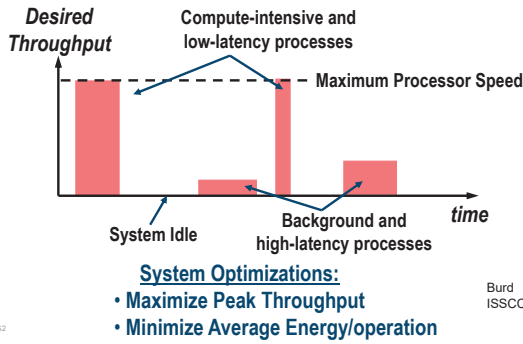 Desired
Throughput
Compute-intensive and
low-latency processes
Maximum Processor Speed
time
System Idle
Background and
high-latency processes
System Optimizations:
• Maximize Peak Throughput
• Minimize Average Energy/operation
Burd
ISSCC